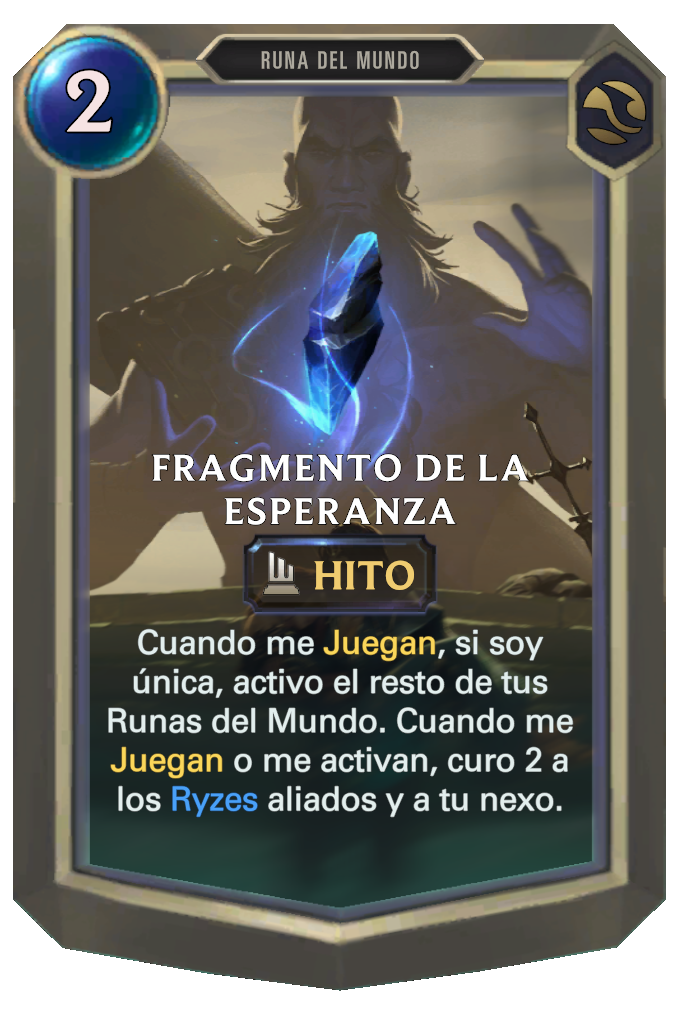 RUNA DEL MUNDO
2
FRAGMENTO DE LA
ESPERANZA
HITO
Cuando me Juegan, si soy
única, activo el resto de tus
Runas del Mundo. Cuando me
Juegan o me activan, curo 2 a
los Ryzes aliados y a tu nexo.